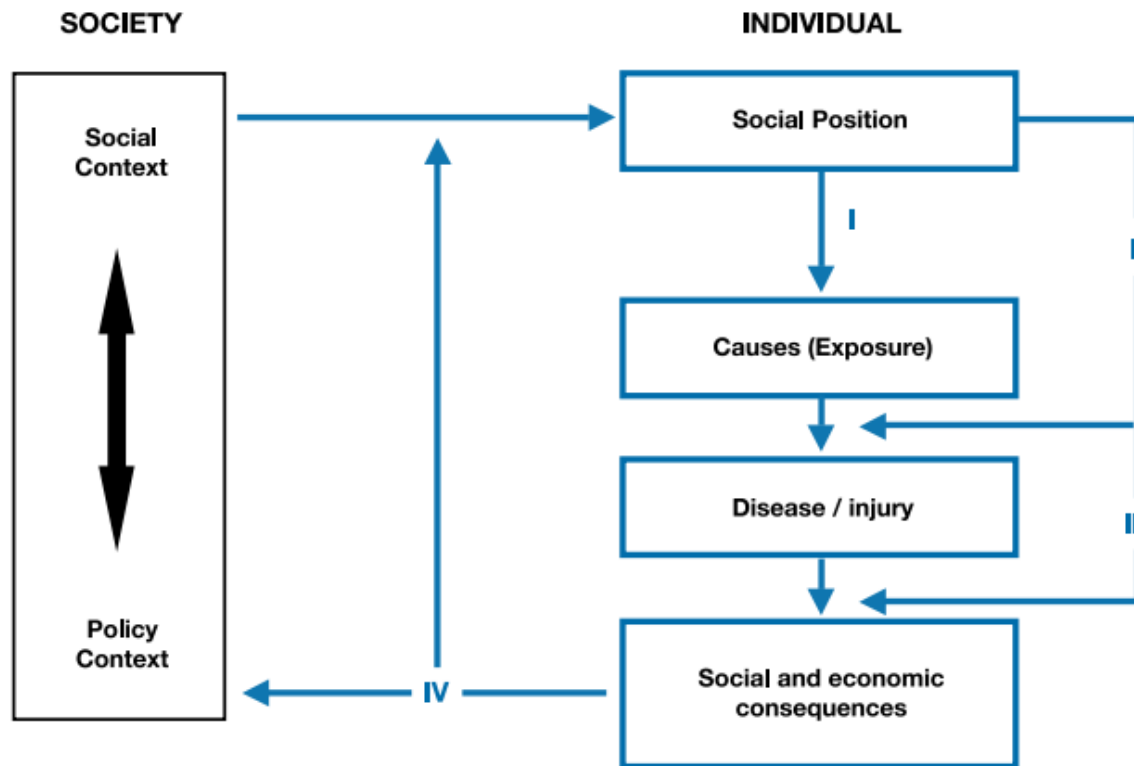 SOCIETY
INDIVIDUAL
Social
Context
Social Position
I
Causes (Exposure)
Disease / injury
Policy
Context
IV
Social and economic
consequences